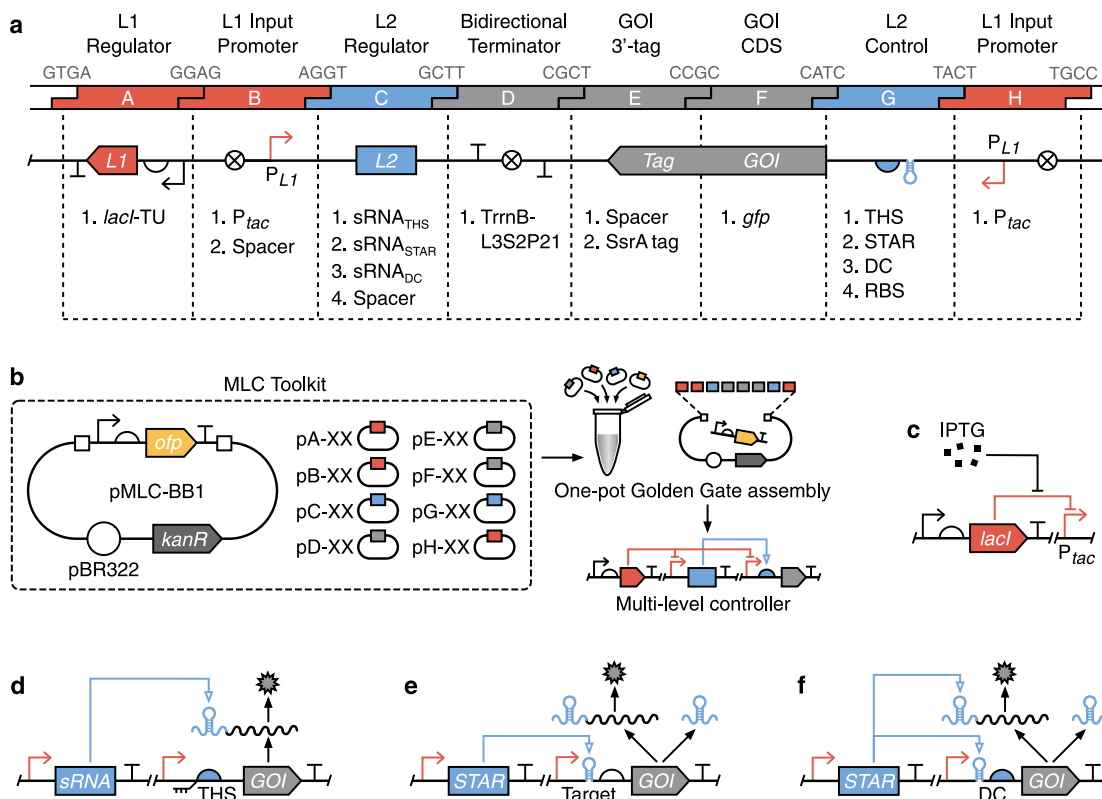 a
L1 Regulator
L1 Input Promoter
L2 Regulator
Bidirectional Terminator
GOI 3'-tag
GOI CDS
L2 Control
L1 Input Promoter
GTGA GGAG AGGT GCTT CGCT CCGC CATC TACT TGCC
A B C D E F G H
L1 PL1 L2 Tag GOI PL1
1. lacI-TU
1. Ptac
2. Spacer
1. sRNATHS
2. sRNASTAR
3. sRNADC
4. Spacer
1. TrrnB-
L3S2P21
1. Spacer
2. SsrA tag
1. gfp
1. THS
2. STAR
3. DC
4. RBS
1. Ptac
b
MLC Toolkit
ofp
pMLC-BB1
kanR
pBR322
pA-XX pE-XX
pB-XX pF-XX
pC-XX pG-XX
pD-XX pH-XX
One-pot Golden Gate assembly
Multi-level controller
c
IPTG
lacI
Ptac
d
sRNA THS GOI
e
STAR Target GOI
f
STAR DC GOI